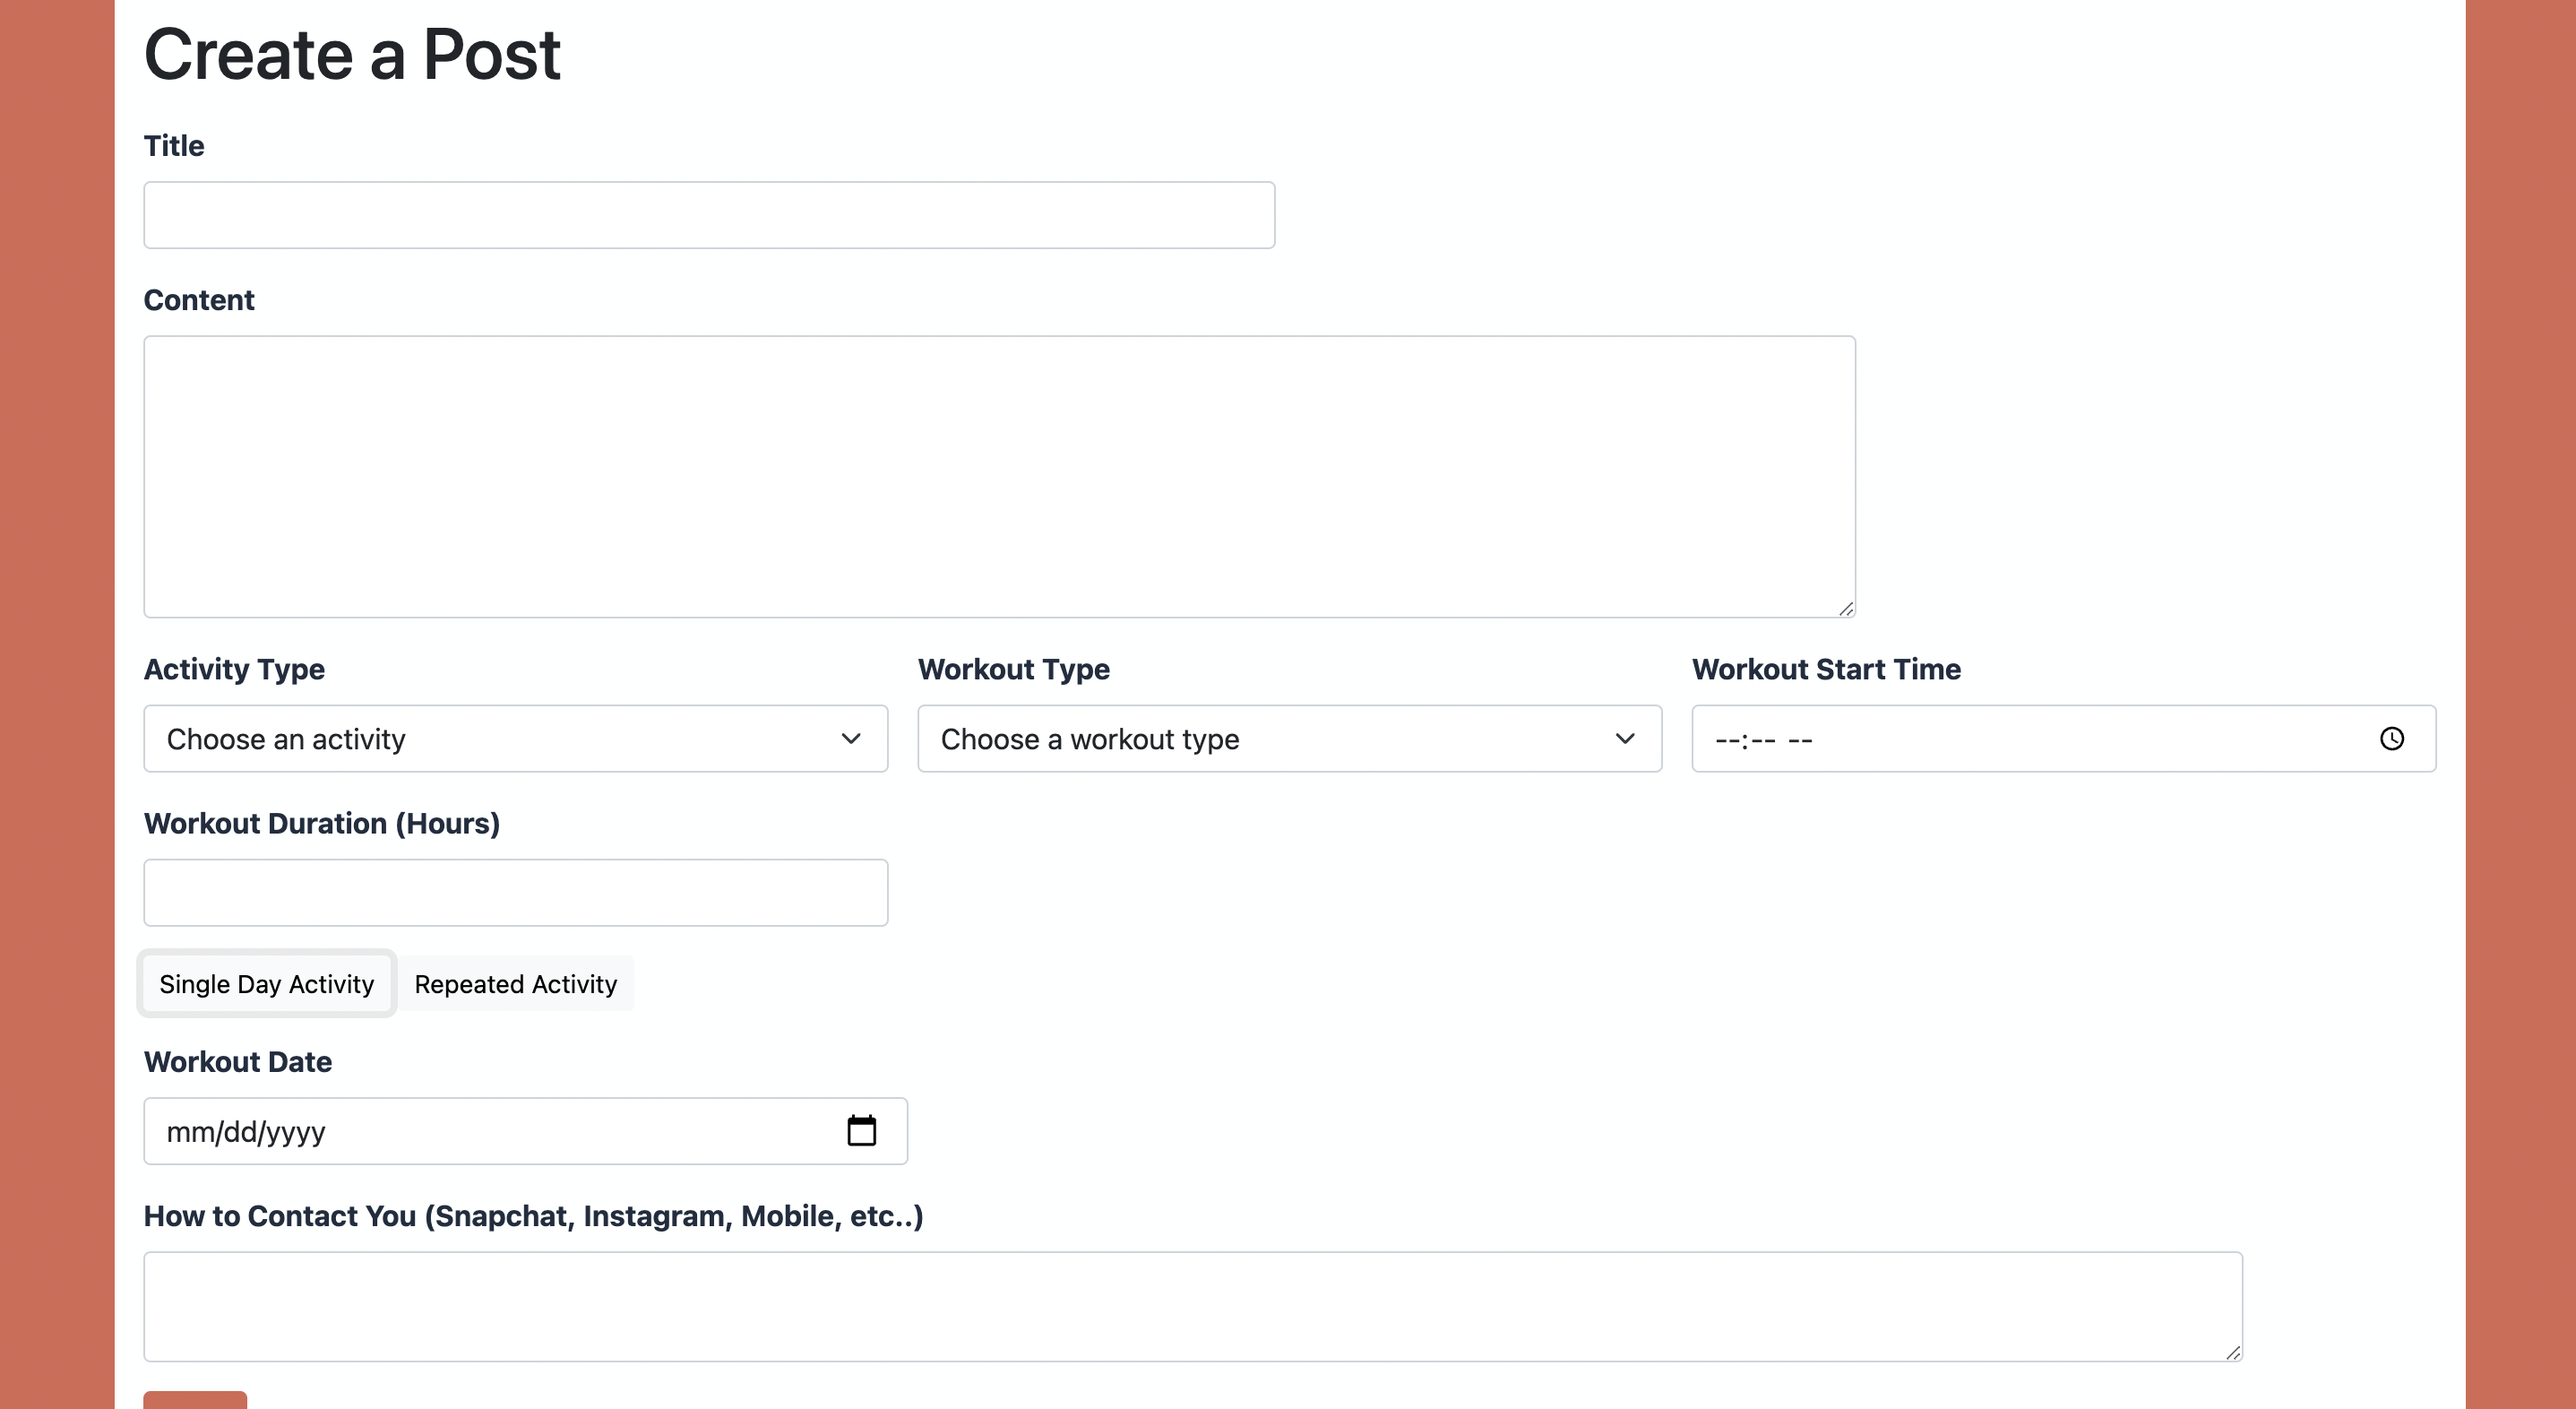 Create a Post
Title
Content
Activity Type Workout Type Workout Start Time
Choose an activity Choose a workout type --:-- --
Workout Duration (Hours)
Single Day Activity Repeated Activity
Workout Date
mm/dd/yyyy
How to Contact You (Snapchat, Instagram, Mobile, etc..)